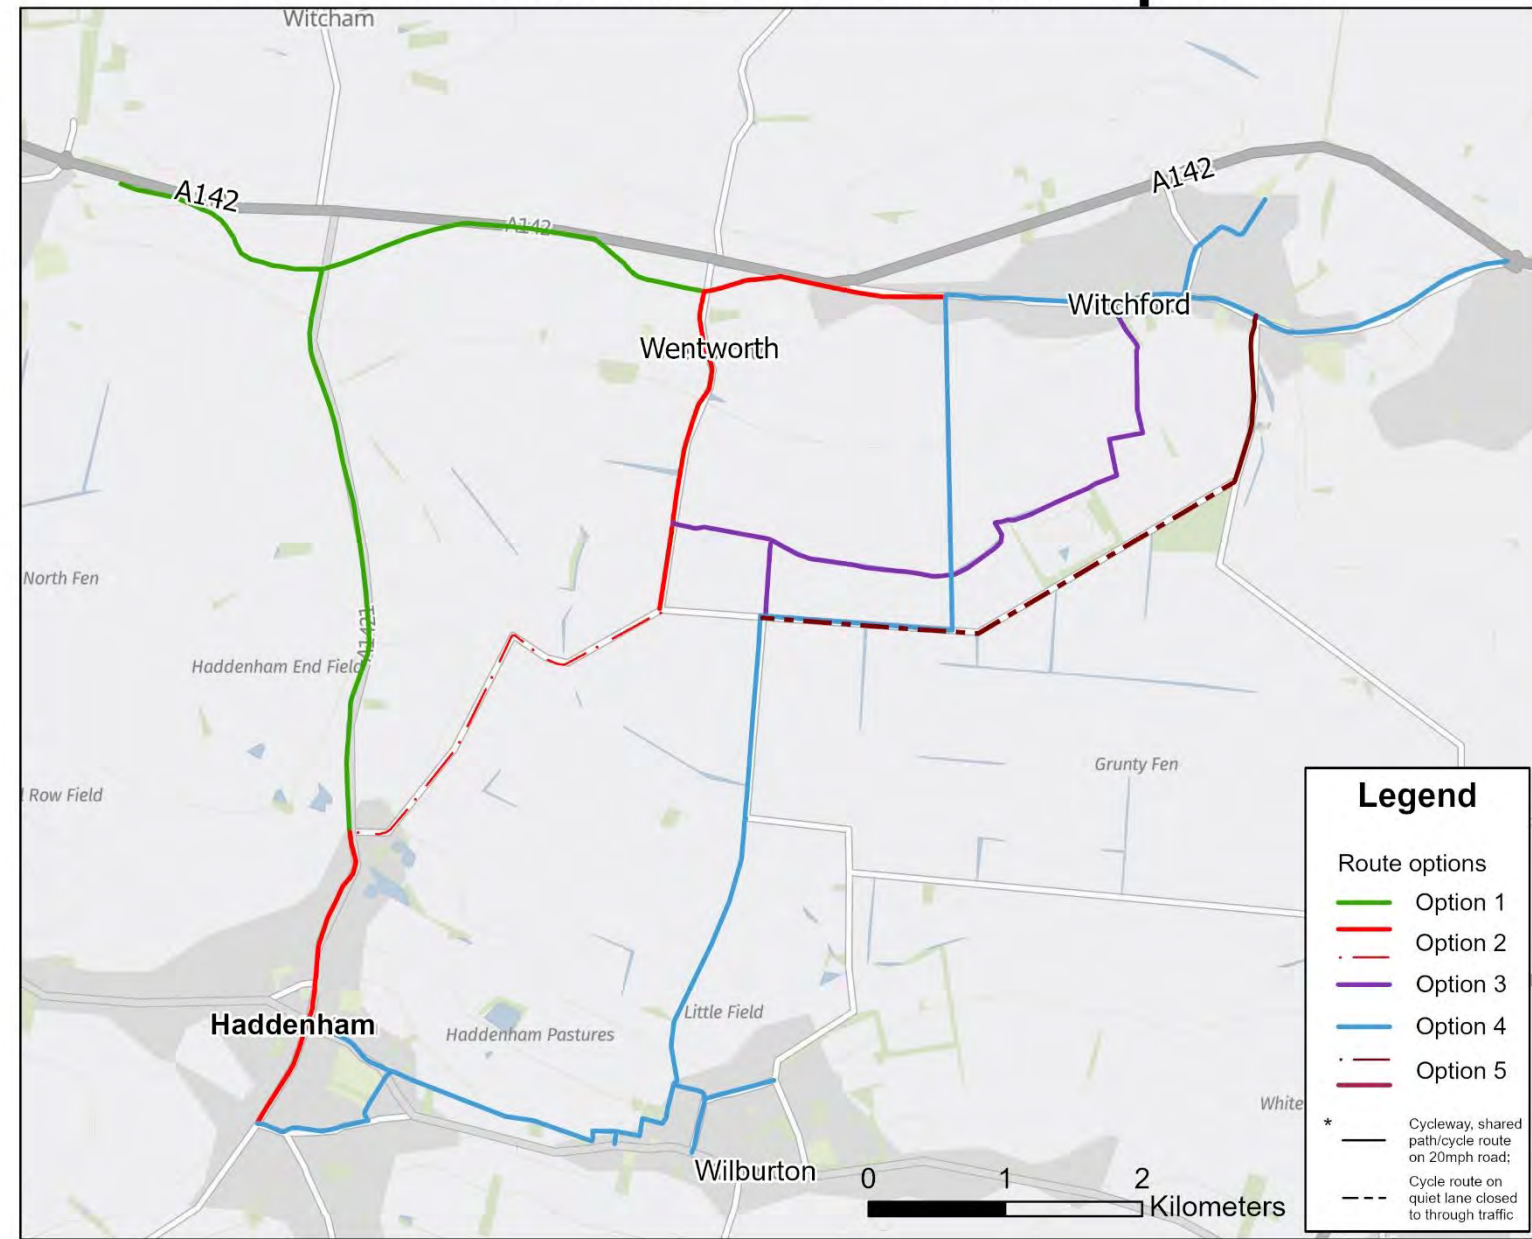 Witcham
A142
A142
A142
Witchford
Wentworth
North Fen
A1421
Haddenham End Field
Grunty Fen
Row Field
Legend
Route options
Option 1
Option 2
Option 3
Option 4
Option 5
* Cycleway, shared
path/cycle route
on 20mph road;
Cycle route on
quiet lane closed
to through traffic
Little Field
Haddenham
Haddenham Pastures
White
Wilburton
0 1 2
Kilometers